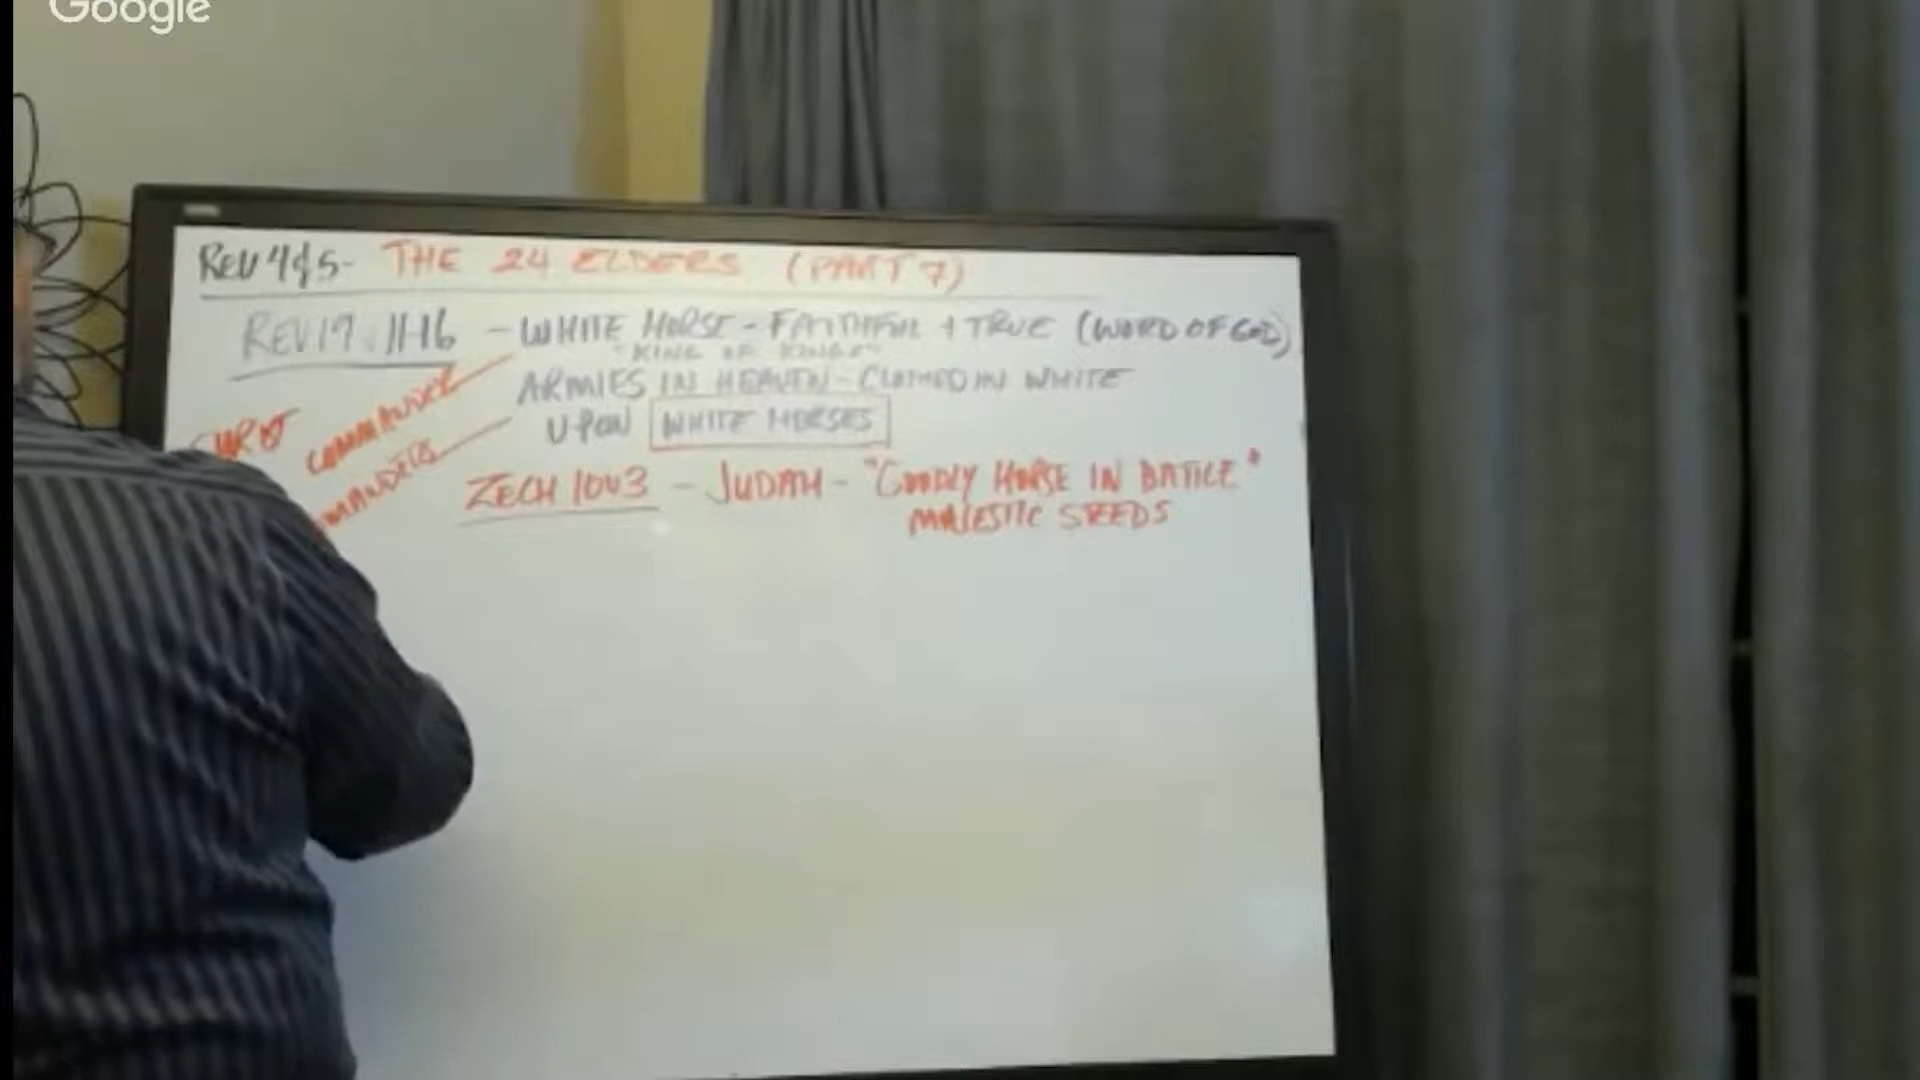 Google
REV 4&5- THE 24 ELDERS (PART 7)
REV 19:11-16 - WHITE HORSE - FAITHFUL + TRUE (WORD OF GOD)
"KING OF KINGS"
COMMANDER ARMIES IN HEAVEN - CLOTHED IN WHITE
UPON WHITE HORSES
ZECH 10v3 - JUDAH - "GOODLY HORSE IN BATTLE"
MAJESTIC STEEDS